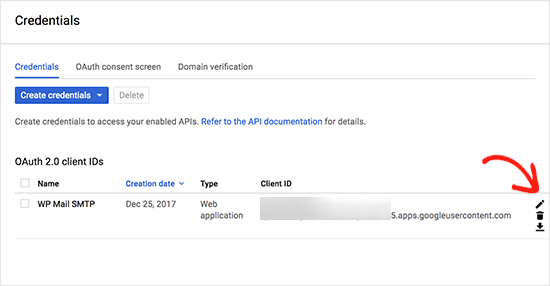 Credentials
Credentials OAuth consent screen Domain verification
Create credentials Delete
Create credentials to access your enabled APIs. Refer to the API documentation for details.
OAuth 2.0 client IDs
Name Creation date Type Client ID
WP Mail SMTP Dec 25, 2017 Web
application 5.apps.googleusercontent.com